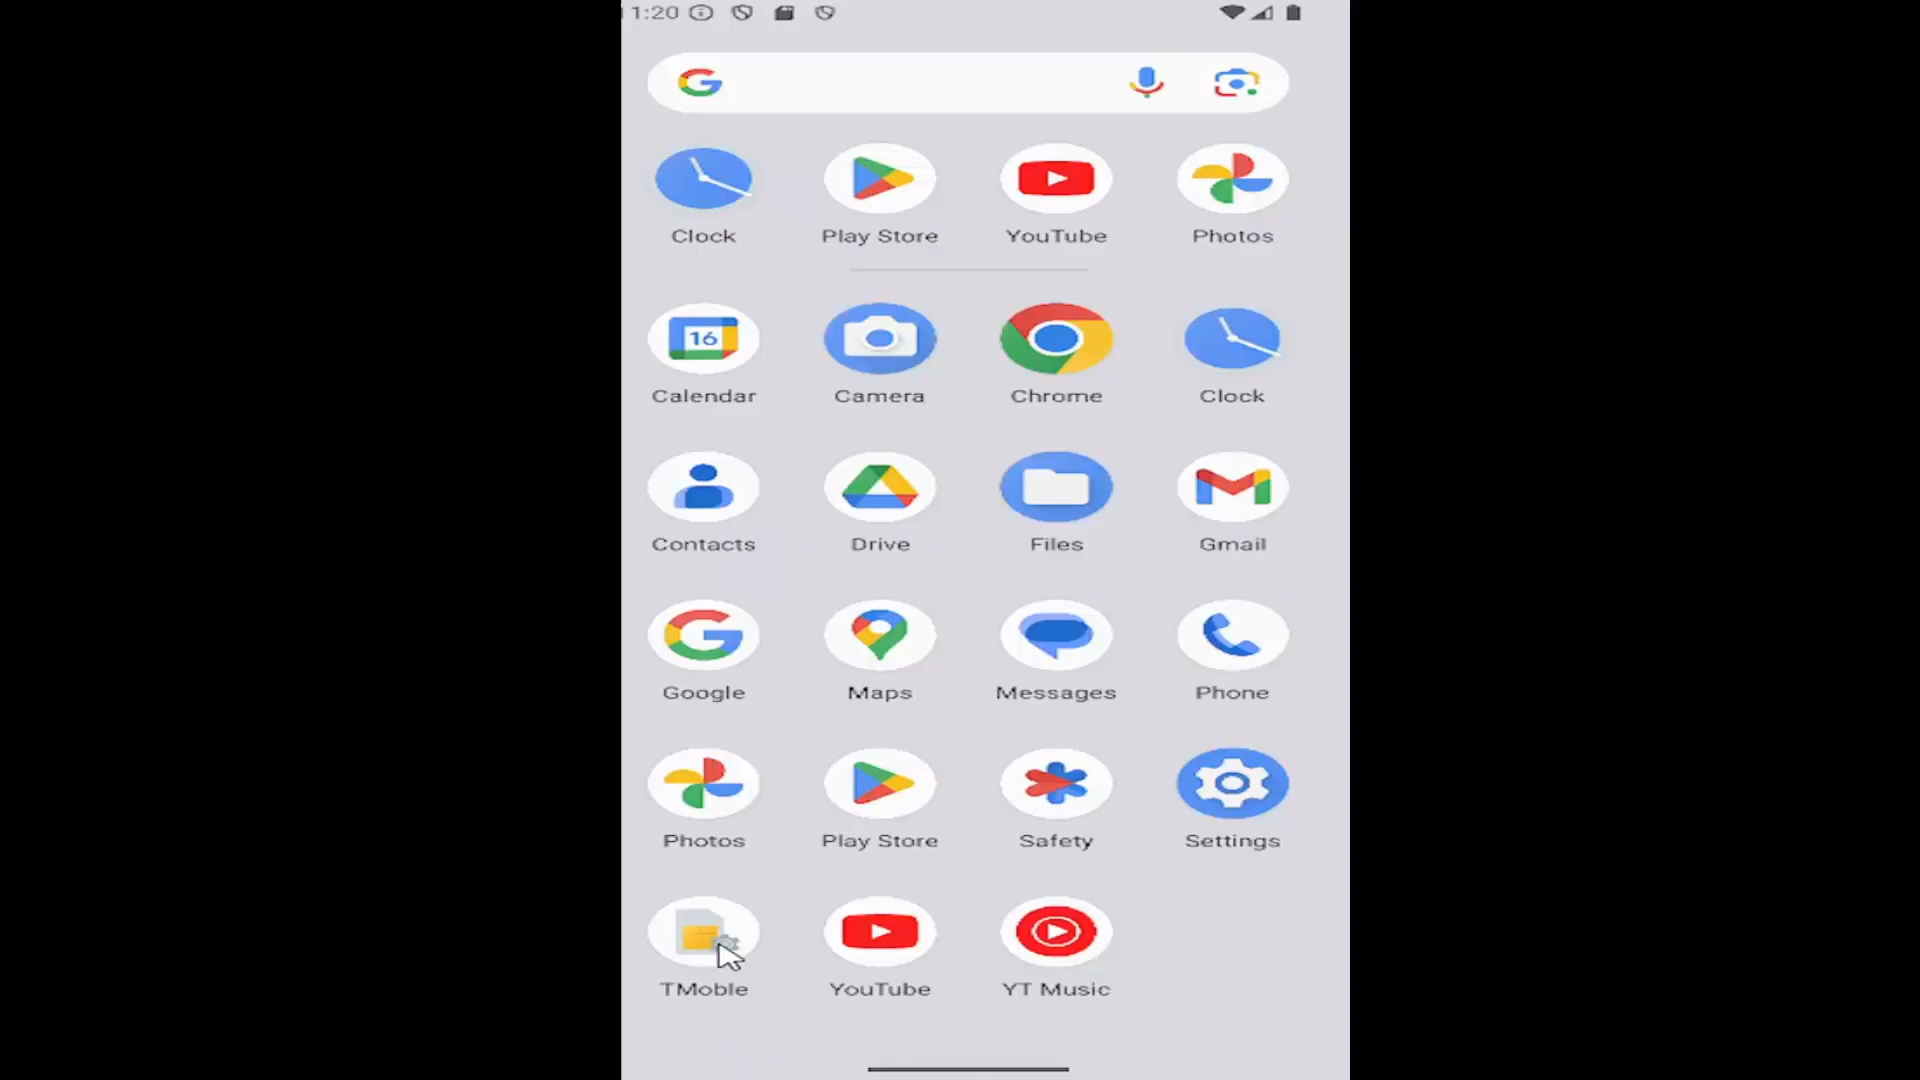 11:20
Clock Play Store YouTube Photos
16
Calendar Camera Chrome Clock
Contacts Drive Files Gmail
Google Maps Messages Phone
Photos Play Store Safety Settings
TMoble YouTube YT Music